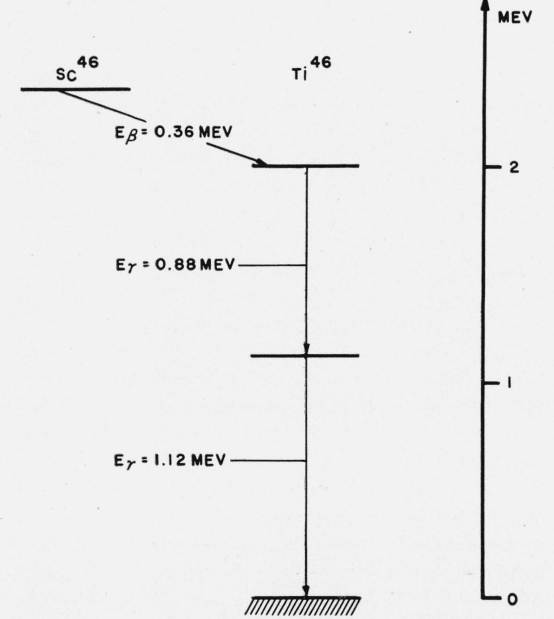 MEV
Sc46
Ti46
Eβ = 0.36 MEV
2
Eγ = 0.88 MEV
1
Eγ = 1.12 MEV
0